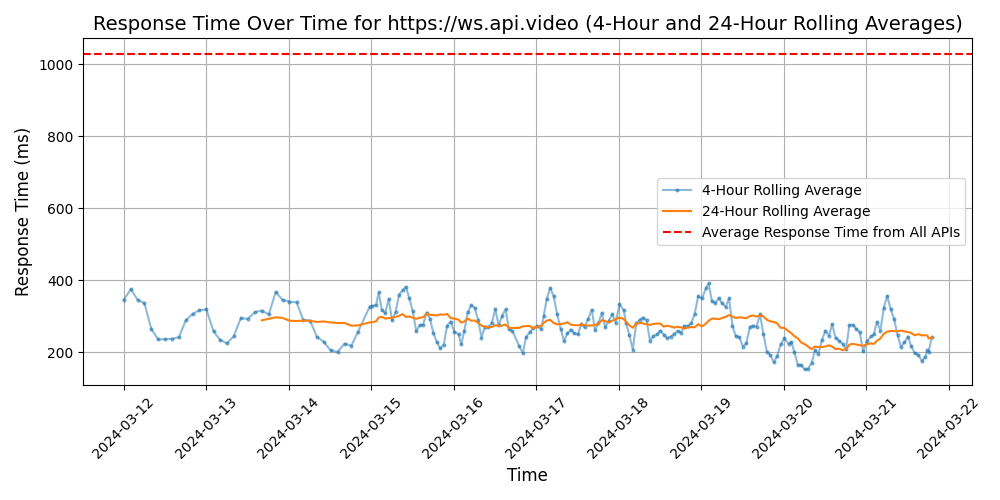 Response Time Over Time for https://ws.api.video (4-Hour and 24-Hour Rolling Averages)
Response Time (ms)
1000
800
600
400
200
4-Hour Rolling Average
24-Hour Rolling Average
Average Response Time from All APIs
2024-03-12
2024-03-13
2024-03-14
2024-03-15
2024-03-16
2024-03-17
2024-03-18
2024-03-19
2024-03-20
2024-03-21
2024-03-22
Time